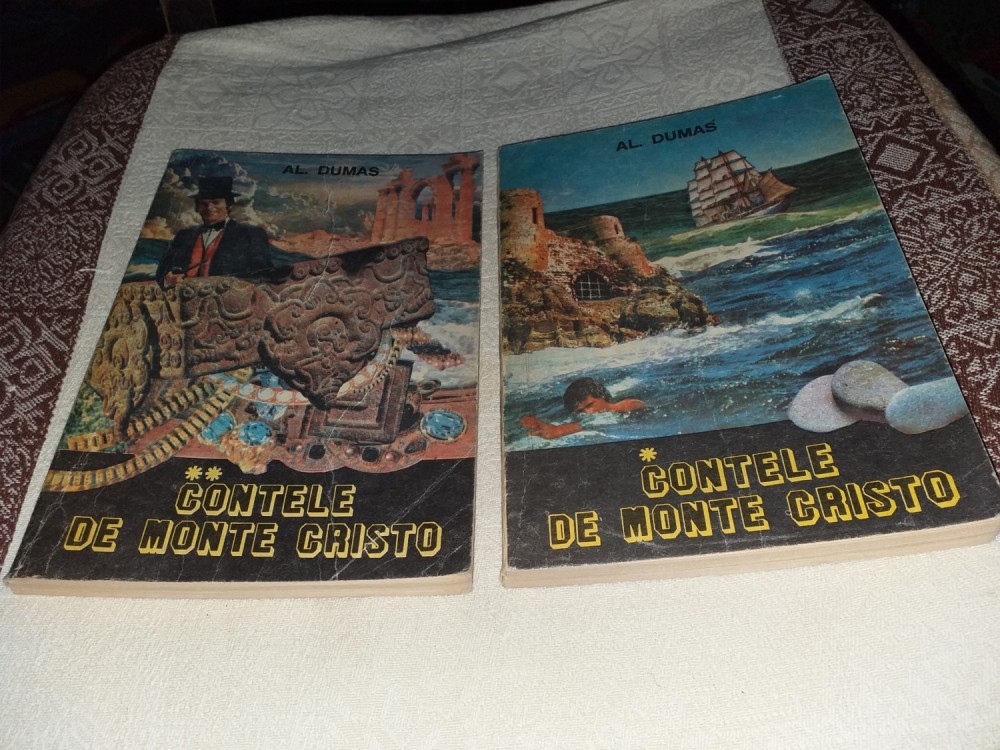 AL. DUMAS
**
CONTELE
DE MONTE CRISTO
AL. DUMAS
*
CONTELE
DE MONTE CRISTO